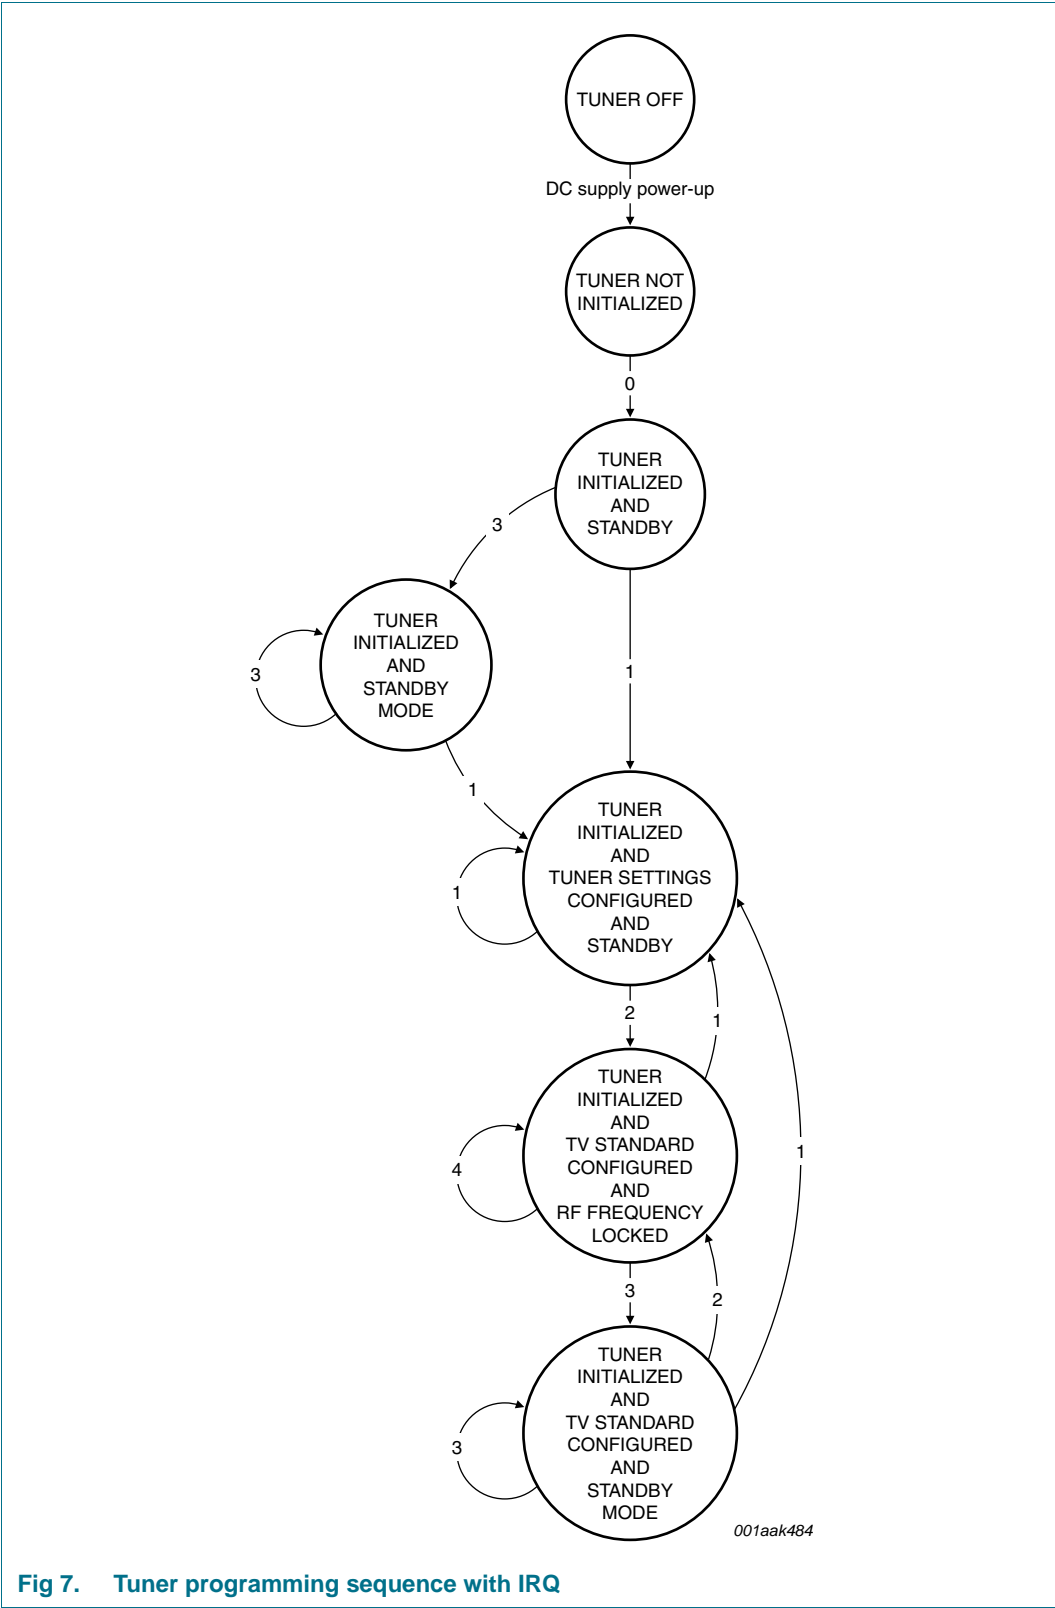 TUNER OFF
DC supply power-up
TUNER NOT
INITIALIZED
0
TUNER
INITIALIZED
AND
STANDBY
3
1
TUNER
INITIALIZED
AND
STANDBY
MODE
3
1
TUNER
INITIALIZED
AND
TUNER SETTINGS
CONFIGURED
AND
STANDBY
1
2
1
TUNER
INITIALIZED
AND
TV STANDARD
CONFIGURED
AND
RF FREQUENCY
LOCKED
4
1
3
2
TUNER
INITIALIZED
AND
TV STANDARD
CONFIGURED
AND
STANDBY
MODE
3
001aak484
Fig 7. Tuner programming sequence with IRQ